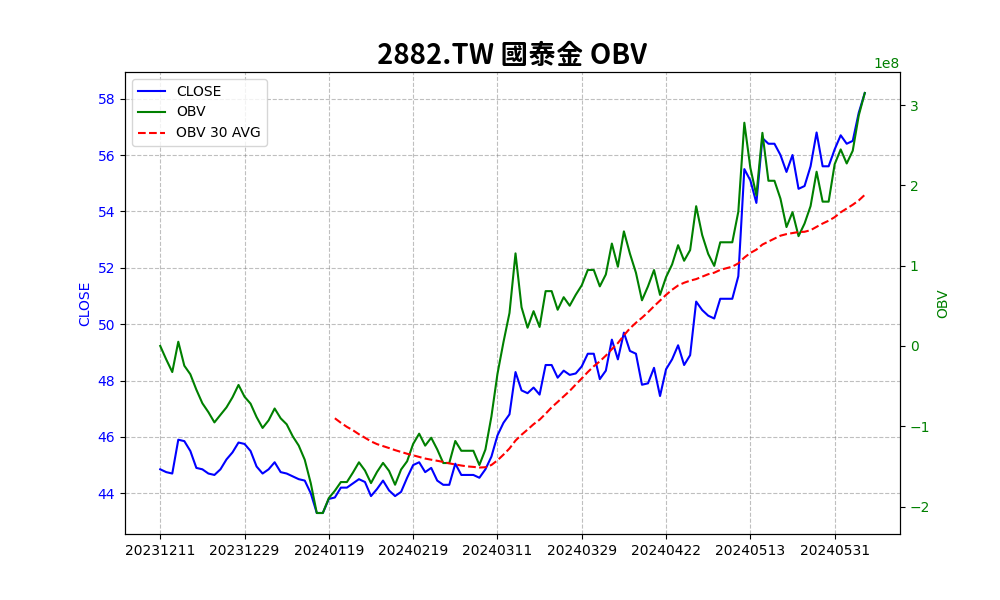 2882.TW 國泰金 OBV
1e8
CLOSE
OBV
OBV 30 AVG
58
56
54
52
50
48
46
44
CLOSE
3
2
1
0
−1
−2
OBV
20231211 20231229 20240119 20240219 20240311 20240329 20240422 20240513 20240531